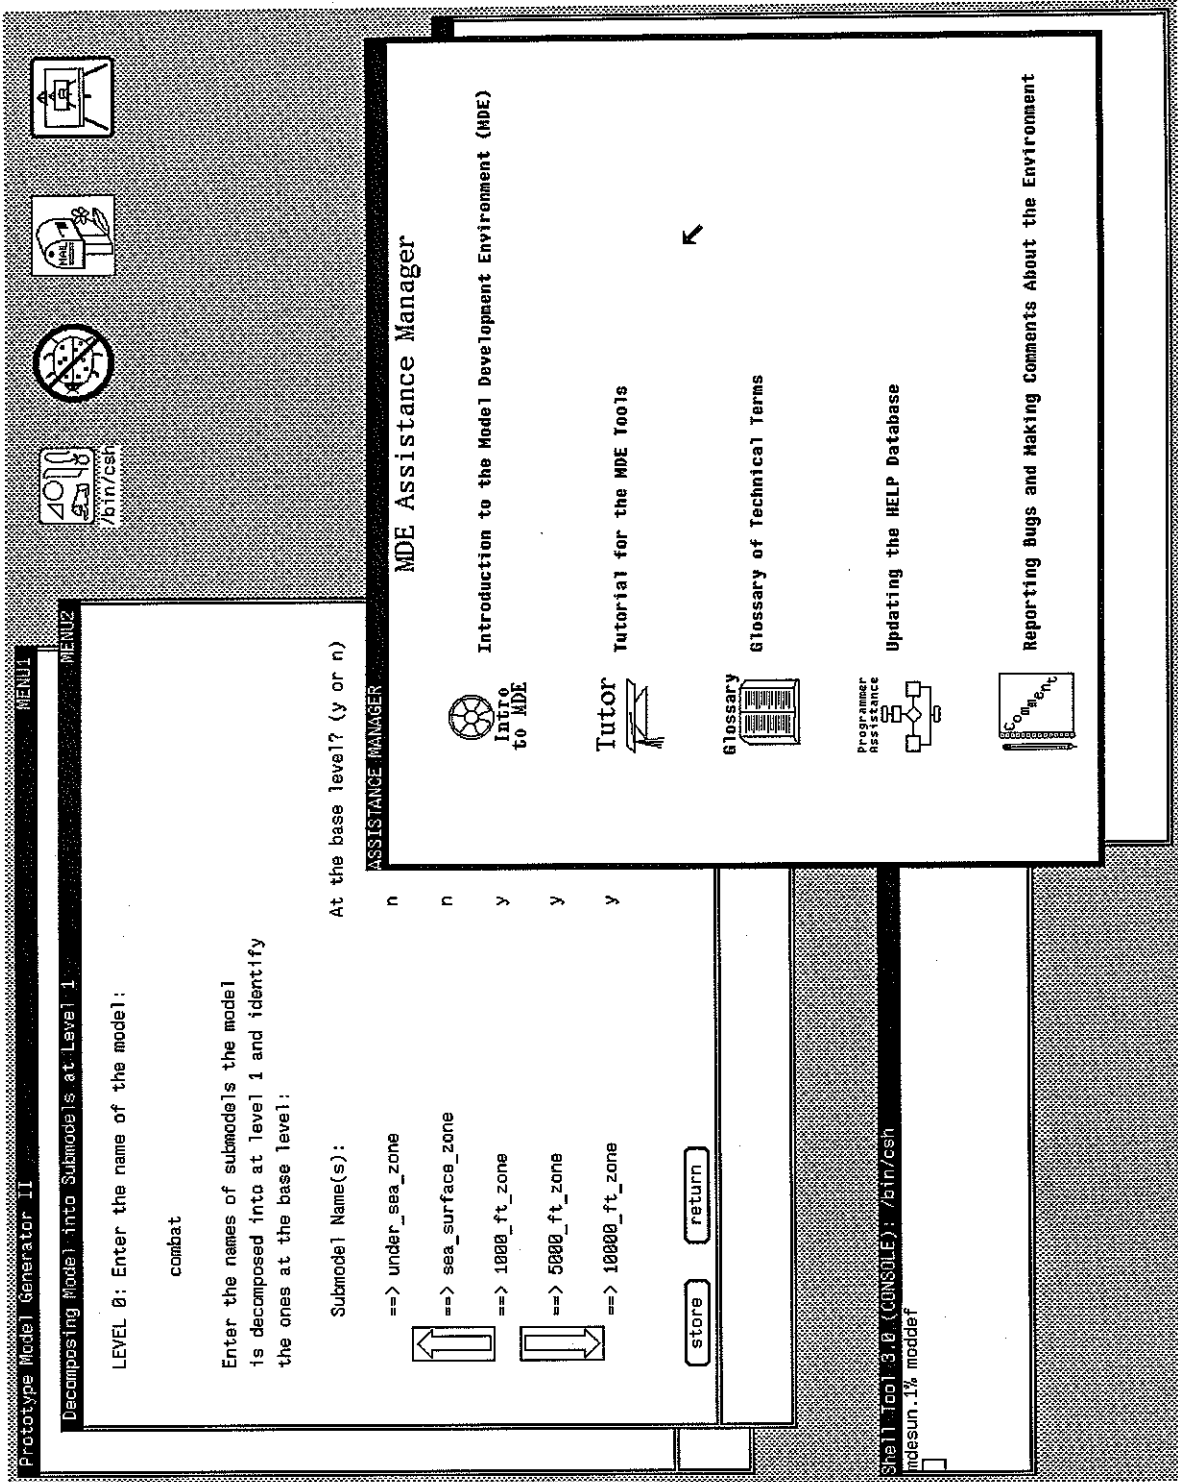 Prototype Model Generator II MENU1
Decomposing Model into Submodels at Level 1 MENU2
LEVEL 0: Enter the name of the model:
combat
Enter the names of submodels the model
is decomposed into at level 1 and identify
the ones at the base level:
Submodel Name(s): At the base level? (y or n)
==> under_sea_zone n
==> sea_surface_zone n
==> 1000_ft_zone y
==> 5000_ft_zone y
==> 10000_ft_zone y
store return
/bin/csh
MAIL
ASSISTANCE MANAGER
MDE Assistance Manager
Intro
to MDE
Introduction to the Model Development Environment (MDE)
Tutor
Tutorial for the MDE Tools
Glossary
Glossary of Technical Terms
Programmer
Assistance
Updating the HELP Database
Comment
Reporting Bugs and Making Comments About the Environment
Shell Tool 3.0 (CONSOLE): /bin/csh
mdesun.1% moddef